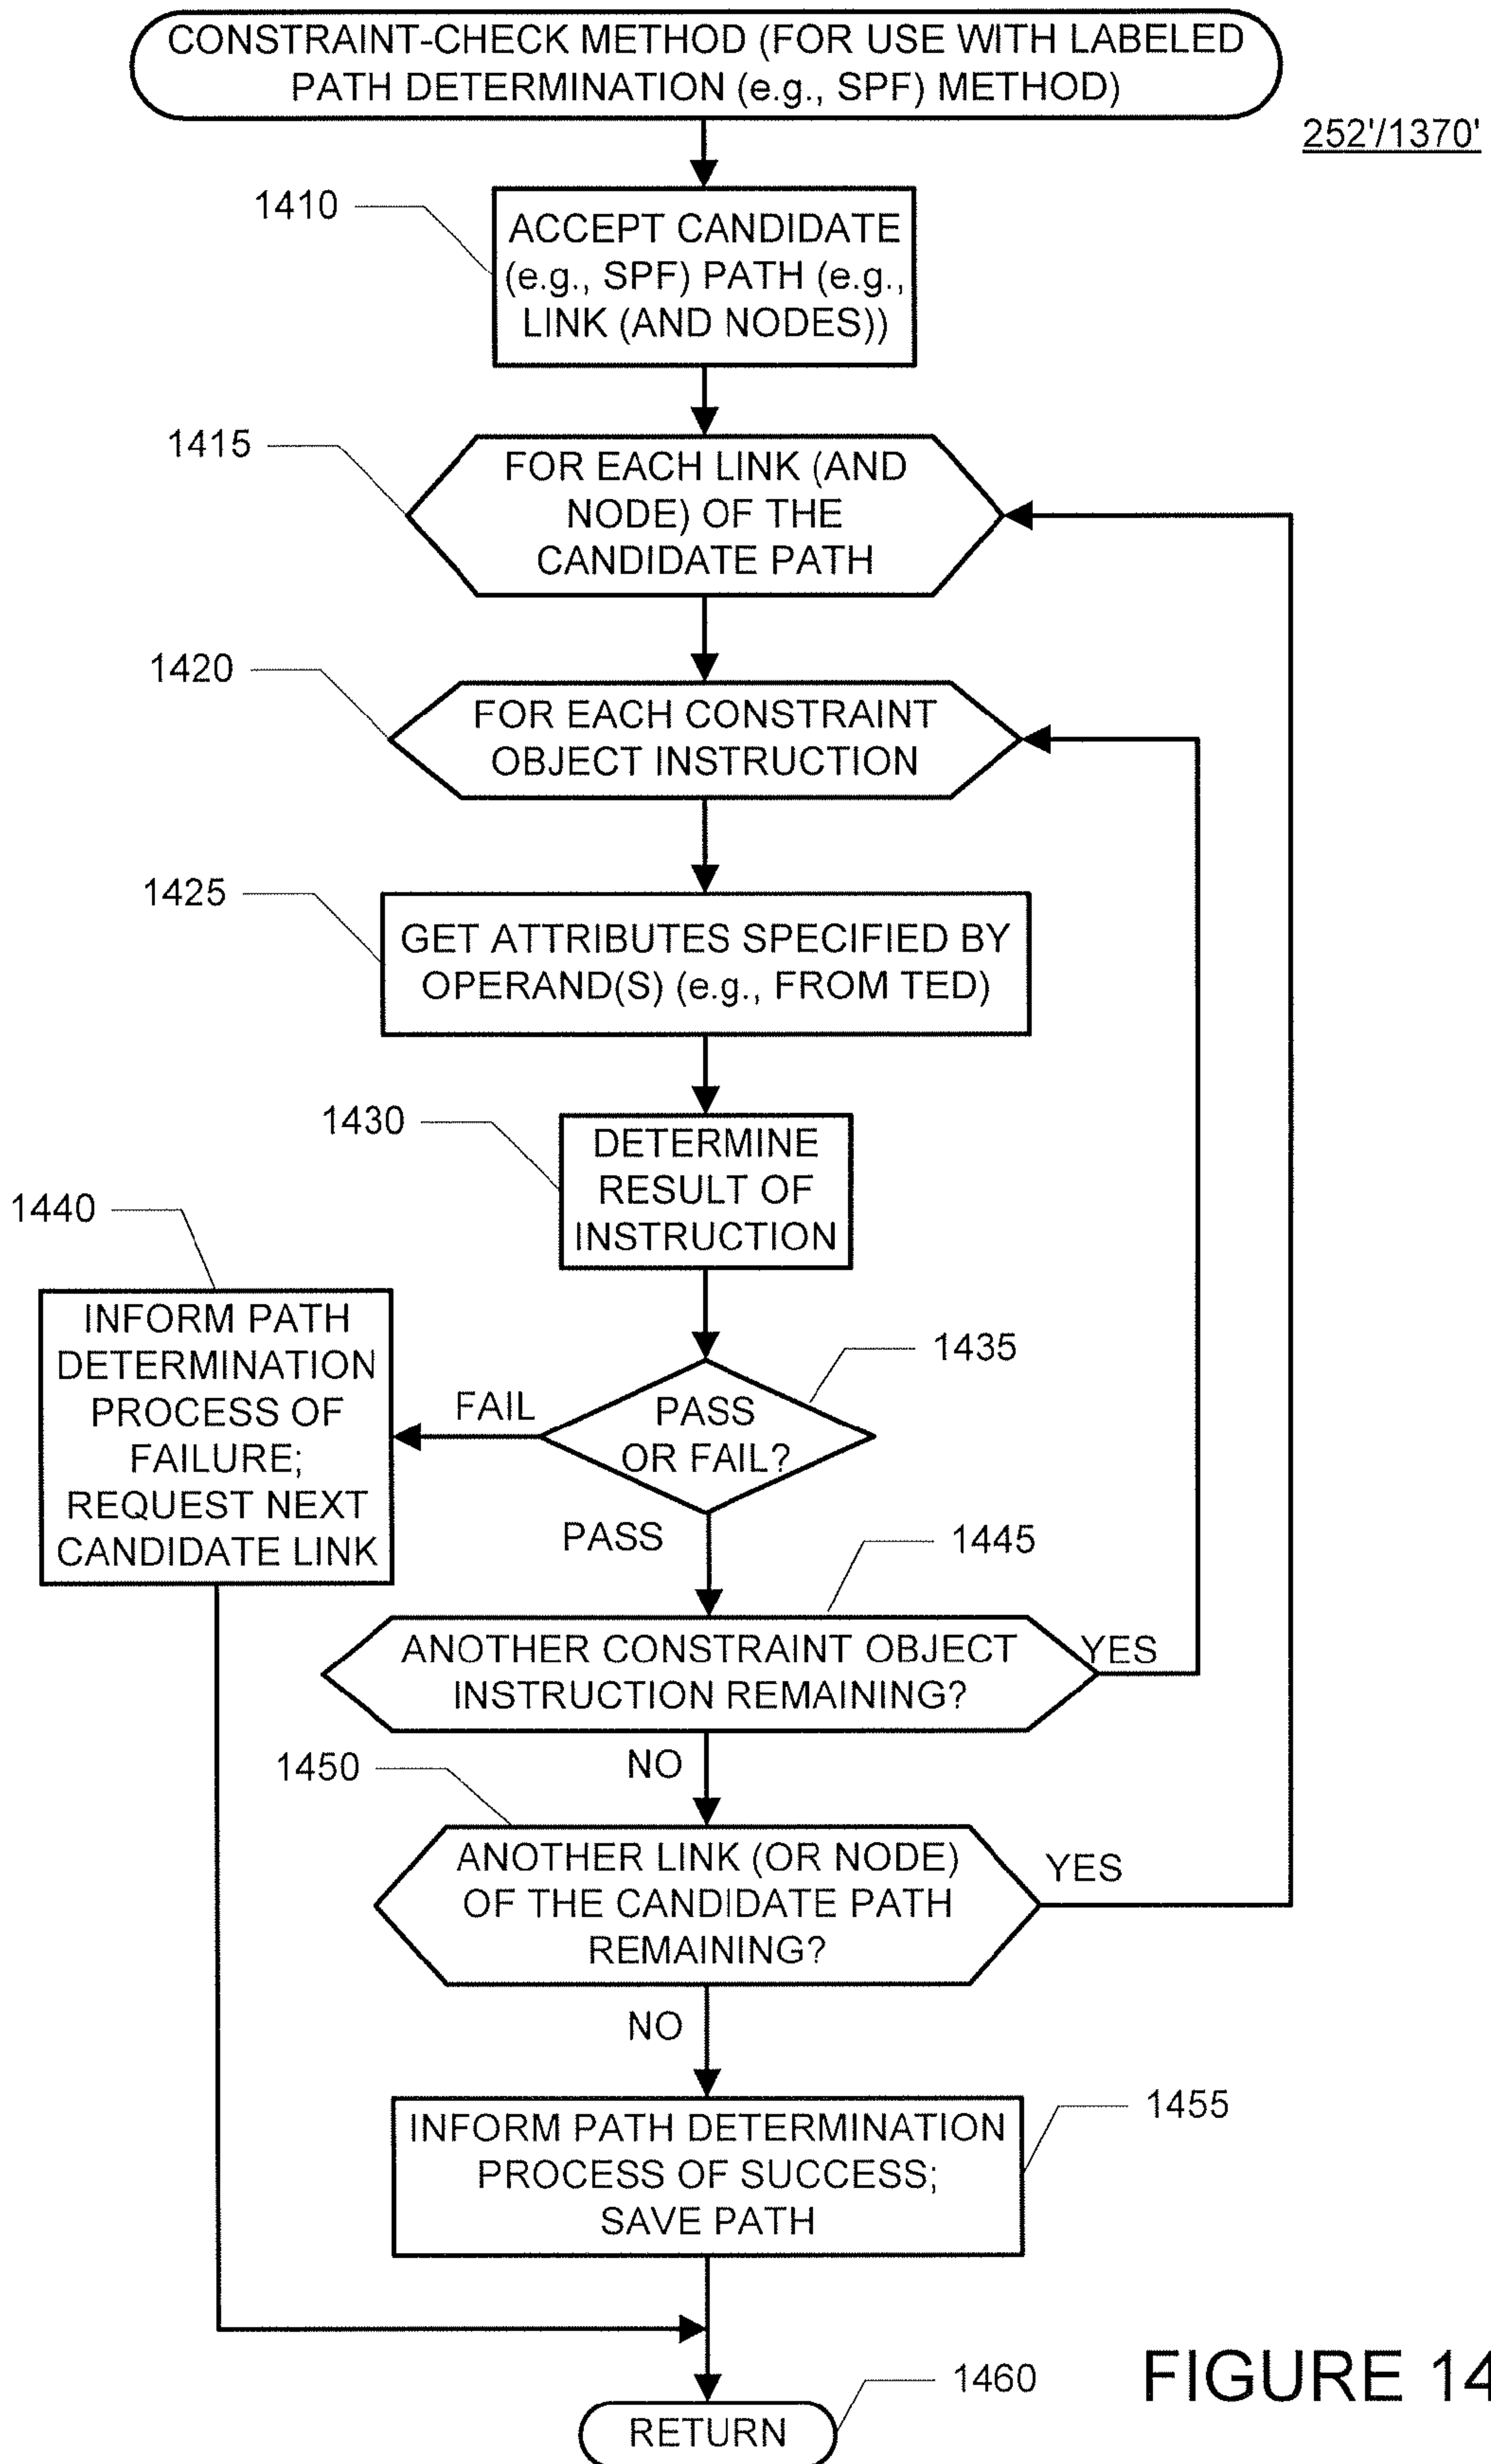 CONSTRAINT-CHECK METHOD (FOR USE WITH LABELED
PATH DETERMINATION (e.g., SPF) METHOD)
252'/1370'
1410
ACCEPT CANDIDATE
(e.g., SPF) PATH (e.g.,
LINK (AND NODES))
1415
FOR EACH LINK (AND
NODE) OF THE
CANDIDATE PATH
1420
FOR EACH CONSTRAINT
OBJECT INSTRUCTION
1425
GET ATTRIBUTES SPECIFIED BY
OPERAND(S) (e.g., FROM TED)
1430
DETERMINE
RESULT OF
INSTRUCTION
1440
INFORM PATH
DETERMINATION
PROCESS OF
FAILURE;
REQUEST NEXT
CANDIDATE LINK
1435
FAIL
PASS
OR FAIL?
PASS
1445
ANOTHER CONSTRAINT OBJECT
INSTRUCTION REMAINING?
YES
NO
1450
ANOTHER LINK (OR NODE)
OF THE CANDIDATE PATH
REMAINING?
YES
NO
1455
INFORM PATH DETERMINATION
PROCESS OF SUCCESS;
SAVE PATH
1460
RETURN
FIGURE 14